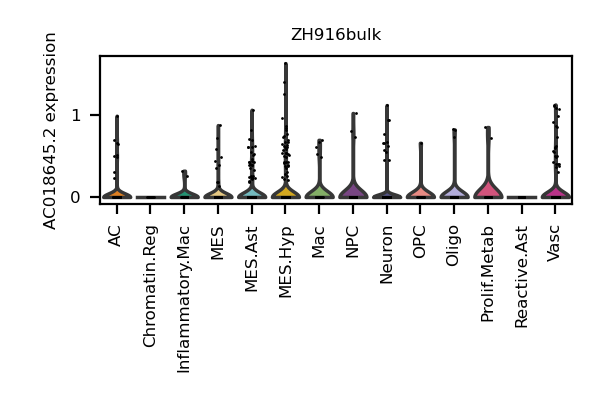 ZH916bulk
AC018645.2 expression
1
0
AC
Chromatin.Reg
Inflammatory.Mac
MES
MES.Ast
MES.Hyp
Mac
NPC
Neuron
OPC
Oligo
Prolif.Metab
Reactive.Ast
Vasc